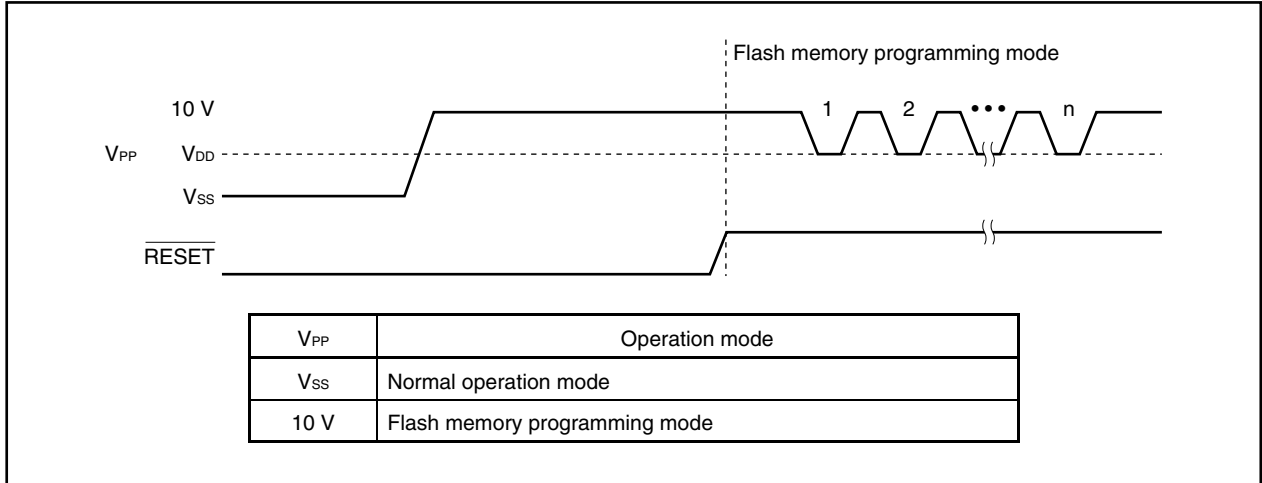 Flash memory programming mode
10 V 1 2 ••• n
VPP VDD
VSS
RESET
VPP Operation mode
VSS Normal operation mode
10 V Flash memory programming mode